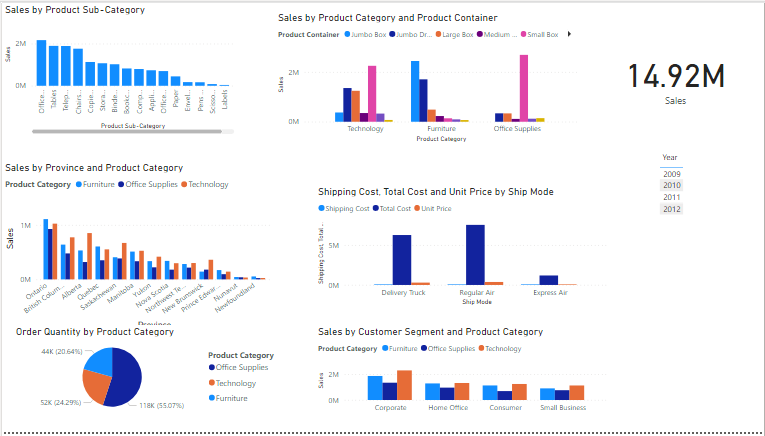 Sales by Product Sub-Category
Sales
2M
0M
Office...
Tables
Telep...
Chairs...
Copie...
Stora...
Binde...
Bookc...
Comp...
Appli...
Office...
Paper
Envel...
Pens ...
Scisso...
Labels
Product Sub-Category
Sales by Product Category and Product Container
Product Container Jumbo Box Jumbo Dr... Large Box Medium ... Small Box
Sales
2M
0M
Technology Furniture Office Supplies
Product Category
14.92M
Sales
Year
2009
2010
2011
2012
Sales by Province and Product Category
Product Category Furniture Office Supplies Technology
Sales
1M
0M
Ontario
British Colum...
Alberta
Quebec
Saskachewan
Manitoba
Yukon
Nova Scotia
Northwest Te...
New Brunswick
Prince Edwar...
Nunavut
Newfoundland
Province
Shipping Cost, Total Cost and Unit Price by Ship Mode
Shipping Cost Total Cost Unit Price
Shipping Cost, Total...
5M
0M
Delivery Truck Regular Air Express Air
Ship Mode
Order Quantity by Product Category
44K (20.64%)
52K (24.29%)
118K (55.07%)
Product Category
Office Supplies
Technology
Furniture
Sales by Customer Segment and Product Category
Product Category Furniture Office Supplies Technology
Sales
2M
0M
Corporate Home Office Consumer Small Business